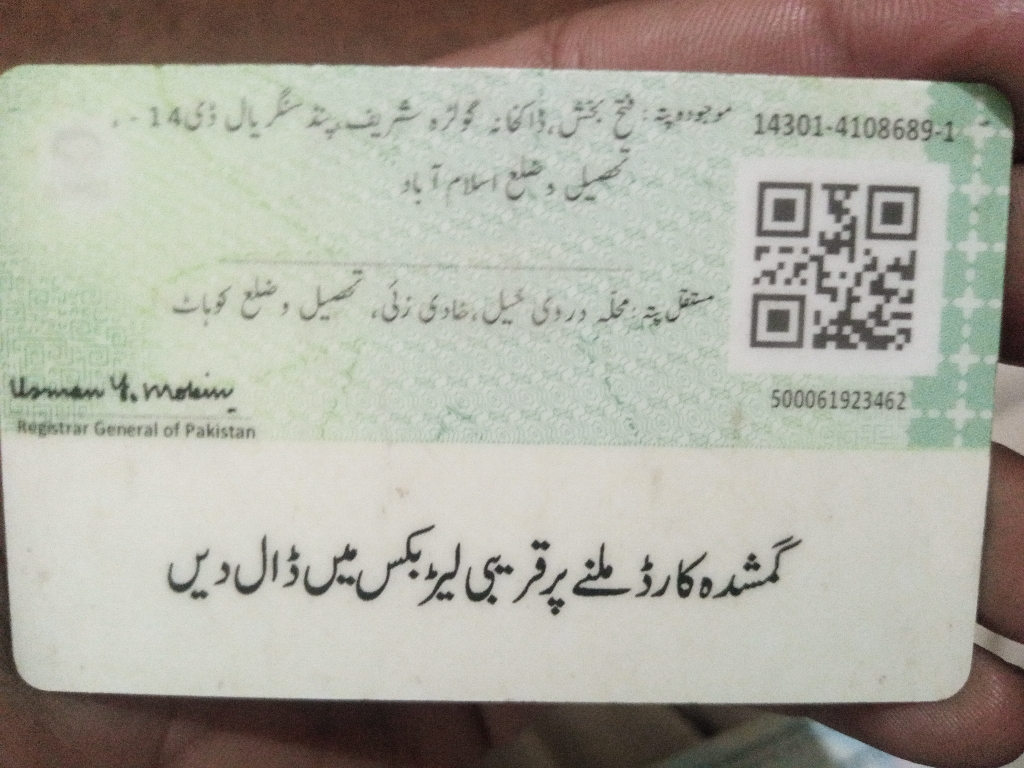 14301-4108689-1
موجودہ پتہ: فتح بخش، ڈاکخانہ گولڑہ شریف، پنڈ سنگریال ڈی 14 - .
تحصیل و ضلع اسلام آباد
مستقل پتہ: محلہ دروی خیل، خادی زئی، تحصیل و ضلع کوہاٹ
500061923462
Usman Y. Mobin
Registrar General of Pakistan
گمشدہ کارڈ ملنے پر قریبی لیٹر بکس میں ڈال دیں